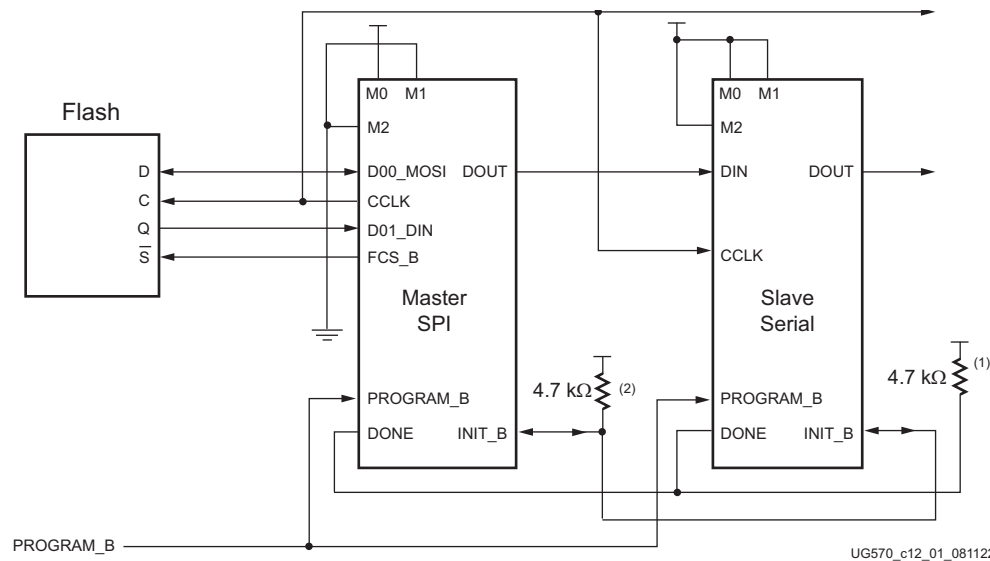 M0 M1
M0 M1
Flash
M2
M2
D
D00_MOSI DOUT
DIN DOUT
C
CCLK
Q
D01_DIN
S
FCS_B
CCLK
Master
SPI
Slave
Serial
4.7 kΩ (2)
4.7 kΩ (1)
PROGRAM_B
PROGRAM_B
DONE INIT_B
DONE INIT_B
PROGRAM_B
UG570_c12_01_081122